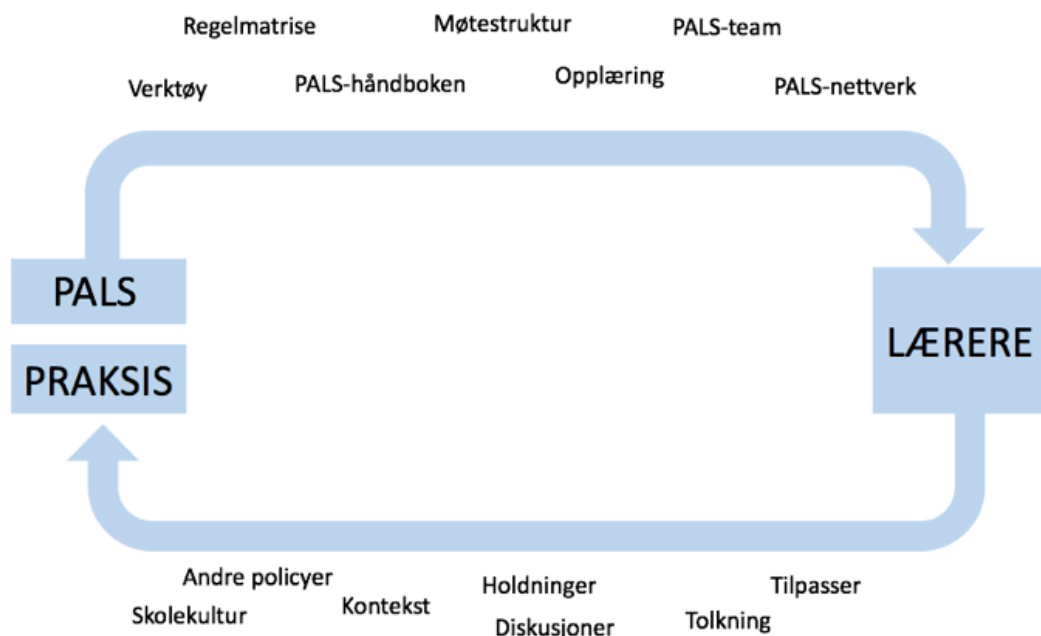 Regelmatrise
Møtestruktur
PALS-team
Verktøy
PALS-håndboken
Opplæring
PALS-nettverk
PALS
LÆRERE
PRAKSIS
Andre policyer
Holdninger
Tilpasser
Skolekultur
Kontekst
Diskusjoner
Tolkning